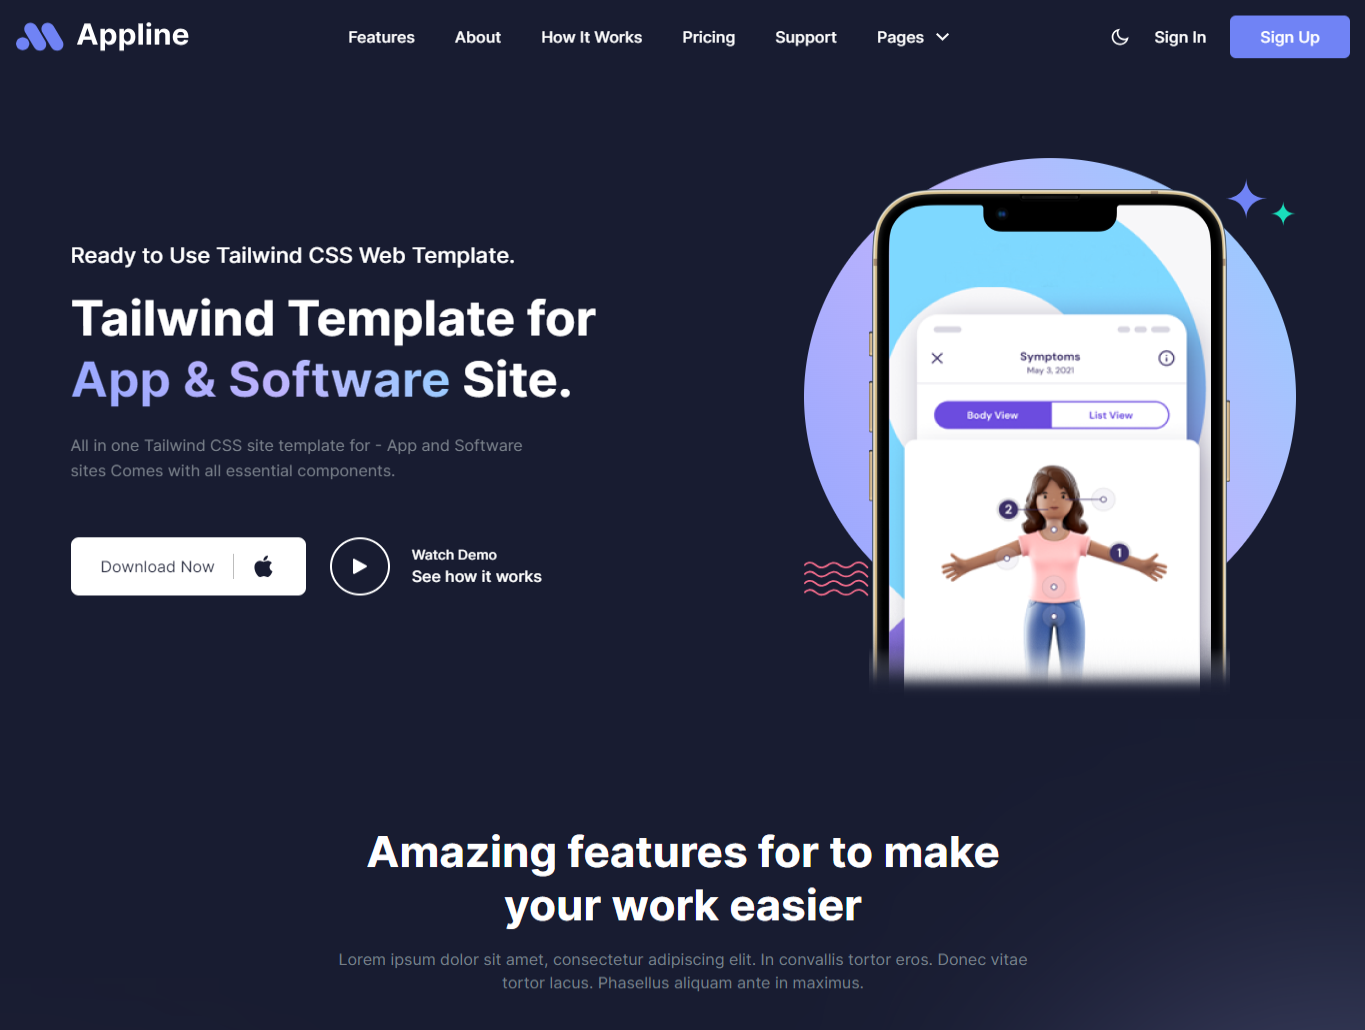 Appline
Features
About
How It Works
Pricing
Support
Pages
Sign In
Sign Up
Ready to Use Tailwind CSS Web Template.
Tailwind Template for
App & Software Site.
All in one Tailwind CSS site template for - App and Software
sites Comes with all essential components.
Download Now
Watch Demo
See how it works
Symptoms
May 3, 2021
Body View
List View
2
1
Amazing features for to make
your work easier
Lorem ipsum dolor sit amet, consectetur adipiscing elit. In convallis tortor eros. Donec vitae
tortor lacus. Phasellus aliquam ante in maximus.